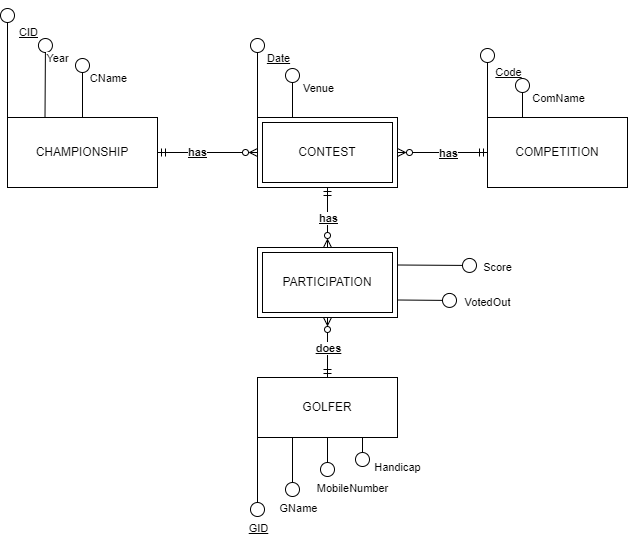 CID
Year
CName
Date
Venue
Code
ComName
CHAMPIONSHIP
has
CONTEST
has
COMPETITION
has
PARTICIPATION
Score
VotedOut
does
GOLFER
Handicap
MobileNumber
GName
GID